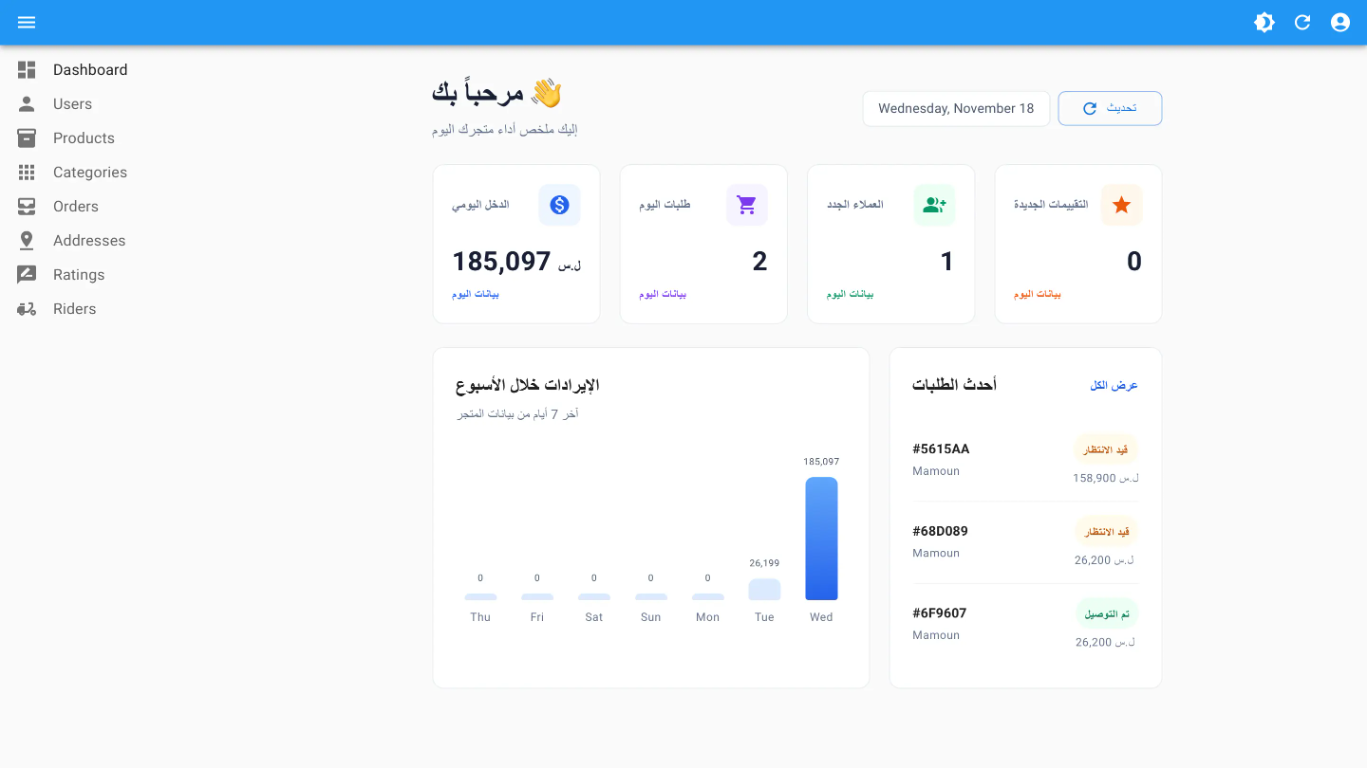 Dashboard
Users
Products
Categories
Orders
Addresses
Ratings
Riders
مرحباً بك 👋
إليك ملخص أداء متجرك اليوم
Wednesday, November 18
تحديث
الدخل اليومي
185,097 ل.س
بيانات اليوم
طلبات اليوم
2
بيانات اليوم
العملاء الجدد
1
بيانات اليوم
التقييمات الجديدة
0
بيانات اليوم
الإيرادات خلال الأسبوع
آخر 7 أيام من بيانات المتجر
0 0 0 0 0 26,199 185,097
Thu Fri Sat Sun Mon Tue Wed
أحدث الطلبات
عرض الكل
#5615AA
قيد الانتظار
Mamoun
158,900 ل.س
#68D089
قيد الانتظار
Mamoun
26,200 ل.س
#6F9607
تم التوصيل
Mamoun
26,200 ل.س